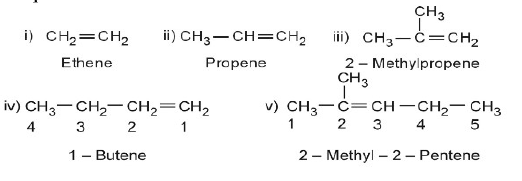 i) CH₂=CH₂
Ethene
ii) CH₃—CH=CH₂
Propene
CH₃
iii) CH₃—C=CH₂
2 – Methylpropene
iv) CH₃—CH₂—CH₂=CH₂
4 3 2 1
1 – Butene
CH₃
v) CH₃—C=CH—CH₂—CH₃
1 2 3 4 5
2 – Methyl – 2 – Pentene